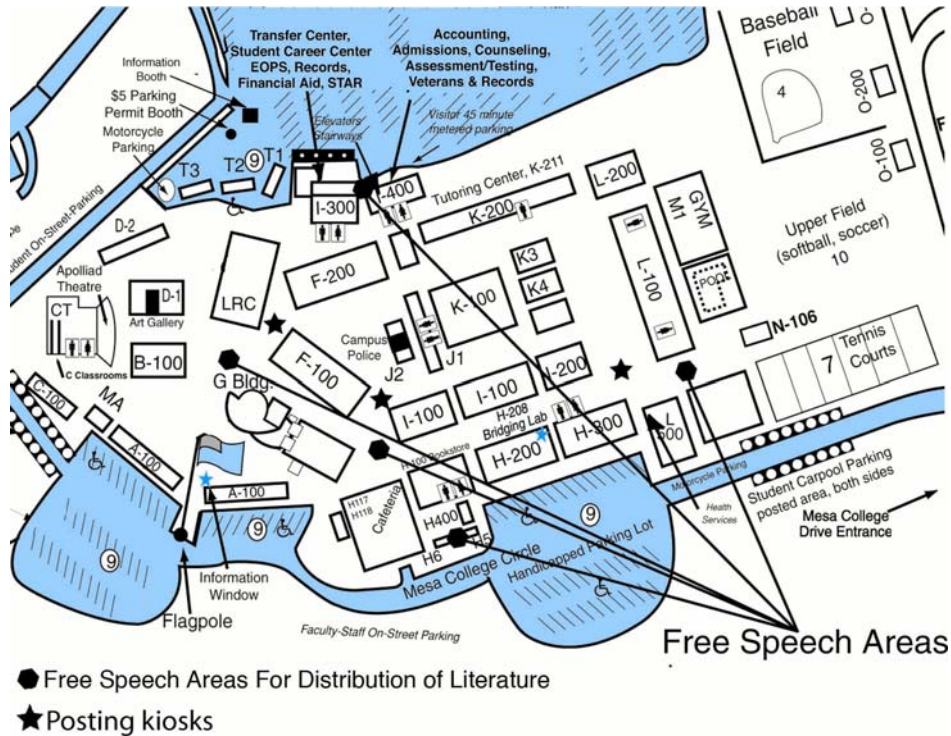 Transfer Center,
Student Career Center
EOPS, Records,
Financial Aid, STAR
Accounting,
Admissions, Counseling,
Assessment/Testing,
Veterans & Records
Baseball
Field
4
O-200
O-100
Information
Booth
$5 Parking
Permit Booth
Motorcycle
Parking
Elevators
Stairways
Visitor 45 minute
metered parking
T3
T2
9
T1
I-300
I-400
Tutoring Center, K-211
K-200
L-200
GYM
M1
POOL
Upper Field
(softball, soccer)
10
Student On-Street-Parking
D-2
Apolliad
Theatre
CT
C Classrooms
D-1
Art Gallery
B-100
LRC
F-200
K-100
K3
K4
L-100
N-106
7
Tennis
Courts
Campus
Police
J2
J1
F-100
G Bldg.
I-100
I-100
H-208
Bridging Lab
H-200
H-300
C-100
MA
A-100
A-100
H-100 Bookstore
Cafeteria
H117
H118
H400
H6
H5
9
9
9
Mesa College Circle
Handicapped Parking Lot
Motorcycle Parking
Student Carpool Parking
posted area, both sides
Health
Services
Mesa College
Drive Entrance
Information
Window
Flagpole
Faculty-Staff On-Street Parking
Free Speech Areas
Free Speech Areas For Distribution of Literature
Posting kiosks